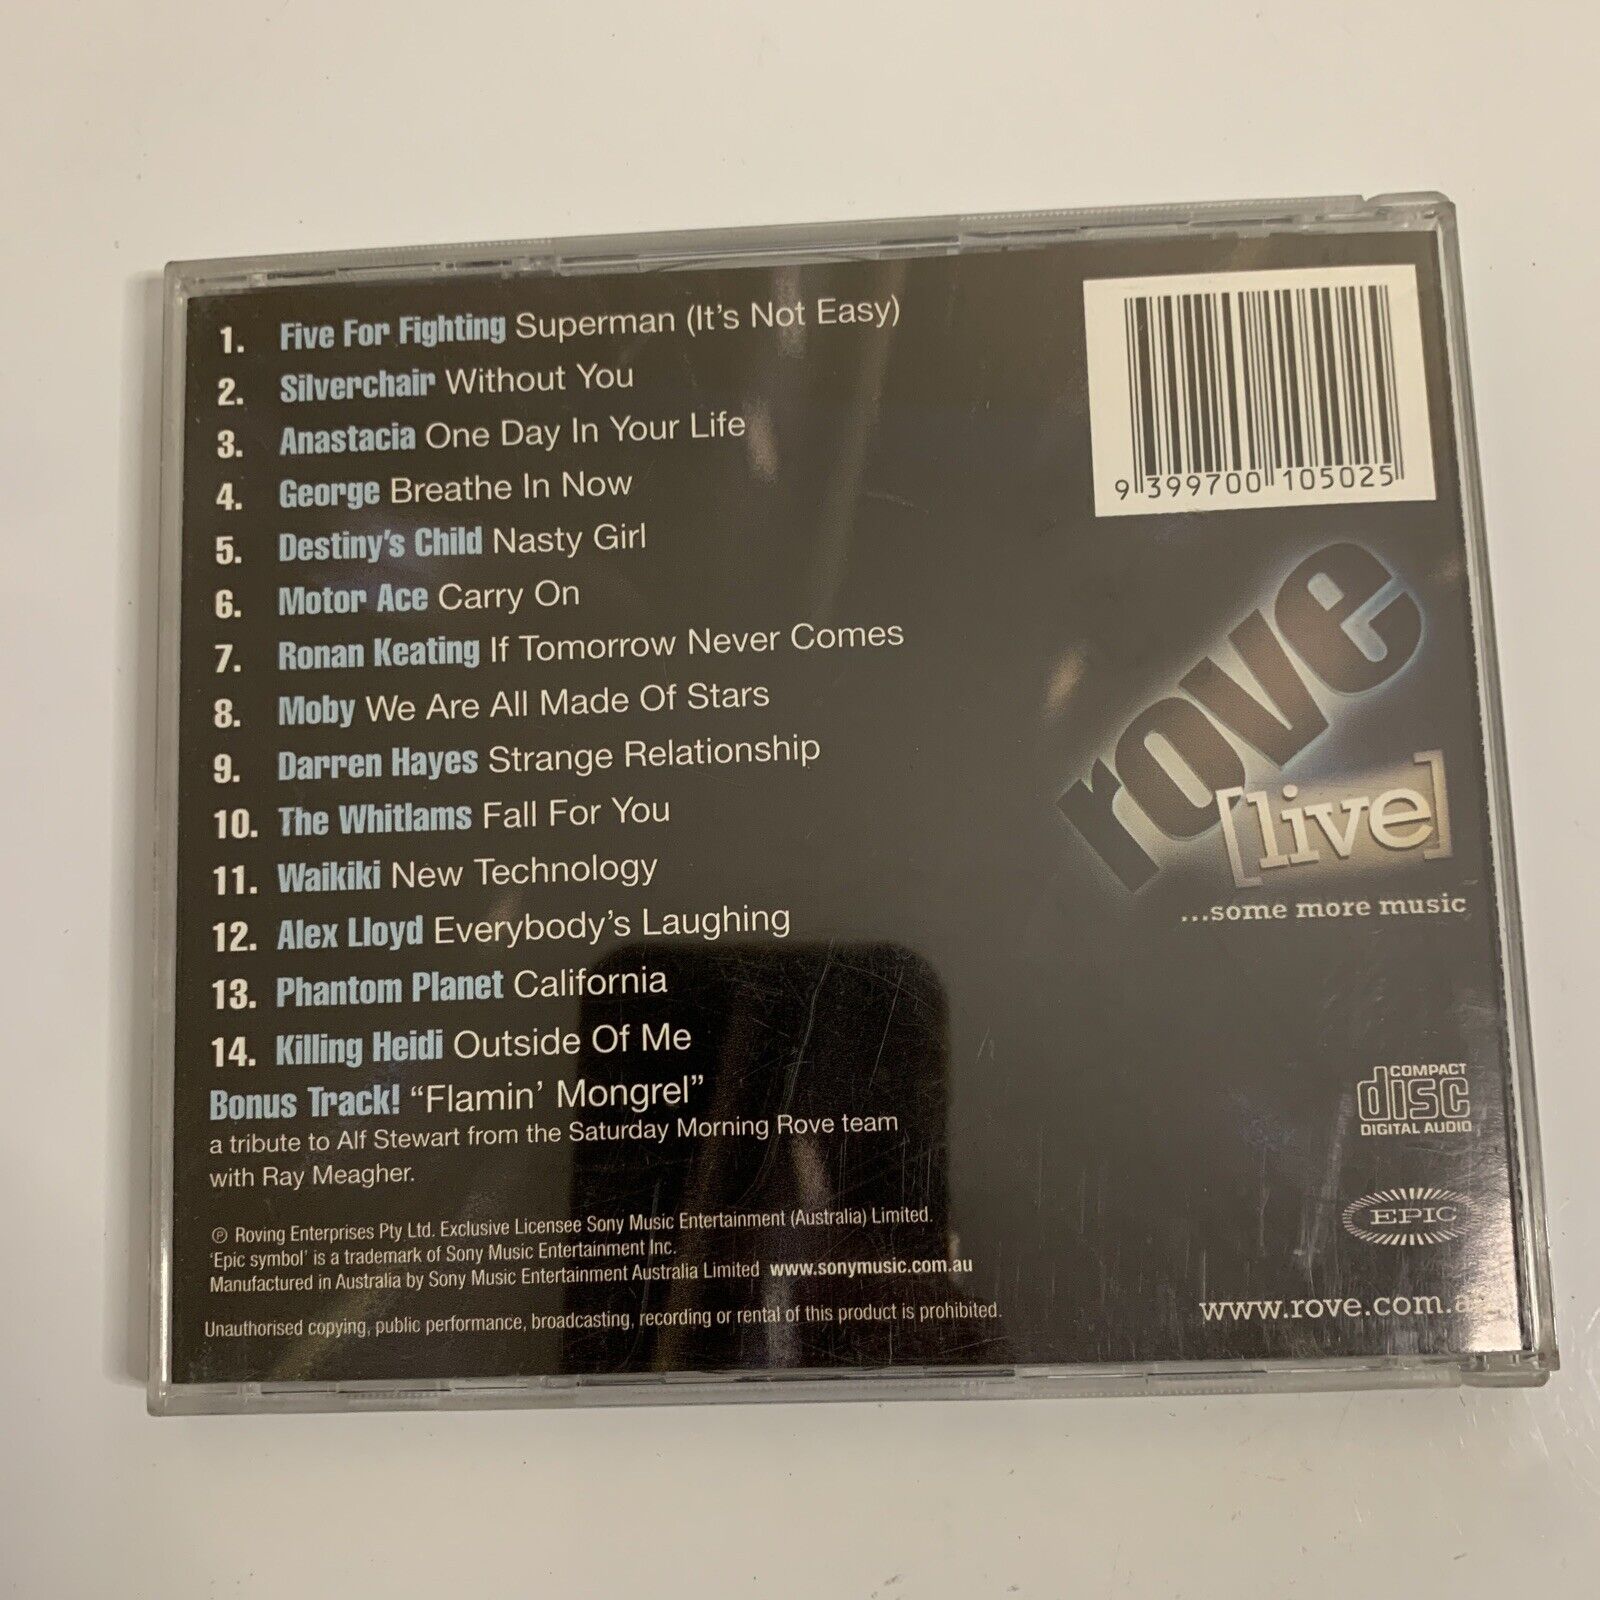 1. Five For Fighting Superman (It's Not Easy)
2. Silverchair Without You
3. Anastacia One Day In Your Life
4. George Breathe In Now
5. Destiny's Child Nasty Girl
6. Motor Ace Carry On
7. Ronan Keating If Tomorrow Never Comes
8. Moby We Are All Made Of Stars
9. Darren Hayes Strange Relationship
10. The Whitlams Fall For You
11. Waikiki New Technology
12. Alex Lloyd Everybody's Laughing
13. Phantom Planet California
14. Killing Heidi Outside Of Me
Bonus Track! “Flamin' Mongrel”
a tribute to Alf Stewart from the Saturday Morning Rove team
with Ray Meagher.
℗ Roving Enterprises Pty Ltd. Exclusive Licensee Sony Music Entertainment (Australia) Limited.
'Epic symbol' is a trademark of Sony Music Entertainment Inc.
Manufactured in Australia by Sony Music Entertainment Australia Limited www.sonymusic.com.au
Unauthorised copying, public performance, broadcasting, recording or rental of this product is prohibited.
9 399700 105025
rove
[live]
...some more music
COMPACT
disc
DIGITAL AUDIO
EPIC
www.rove.com.a